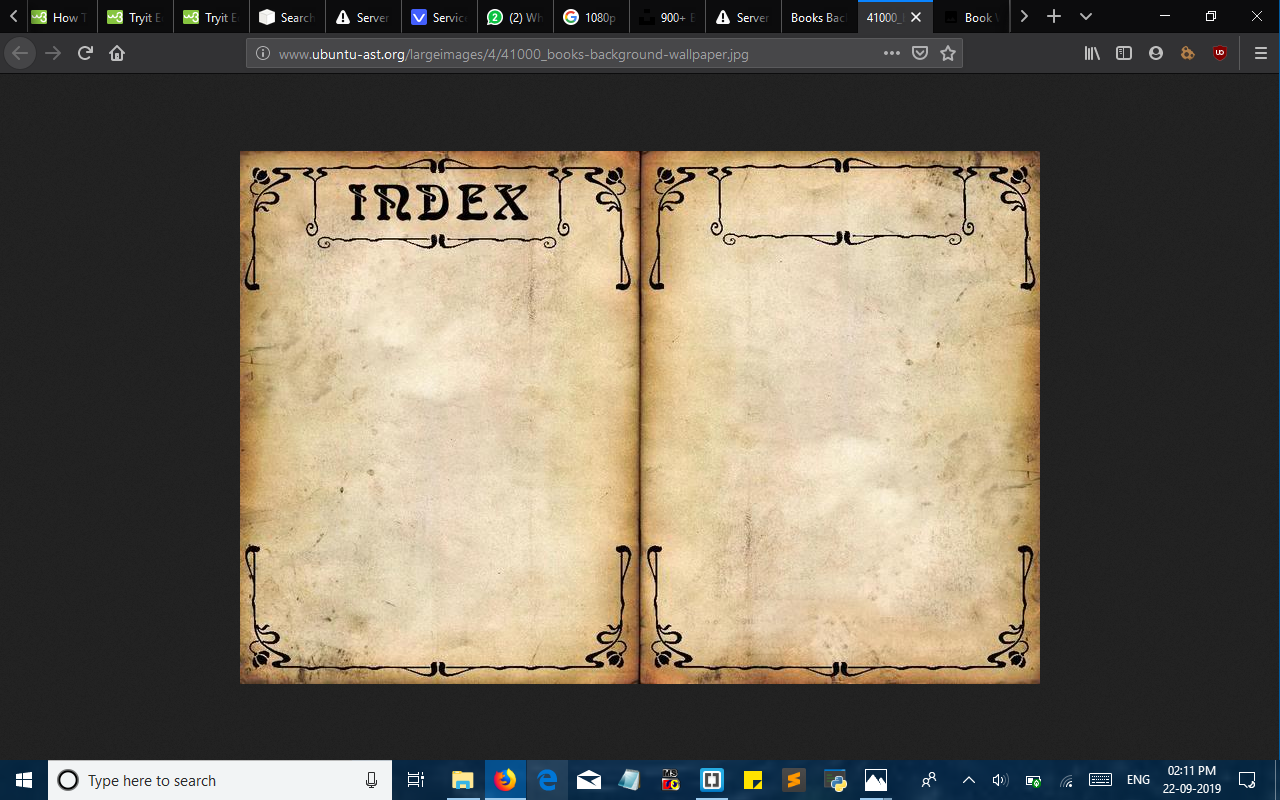 How T
Tryit E
Tryit E
Search
Server
Service
(2) Wh
1080p
900+ E
Server
Books Bac
41000_
Book
www.ubuntu-ast.org/largeimages/4/41000_books-background-wallpaper.jpg
INDEX
Type here to search
ENG
02:11 PM
22-09-2019